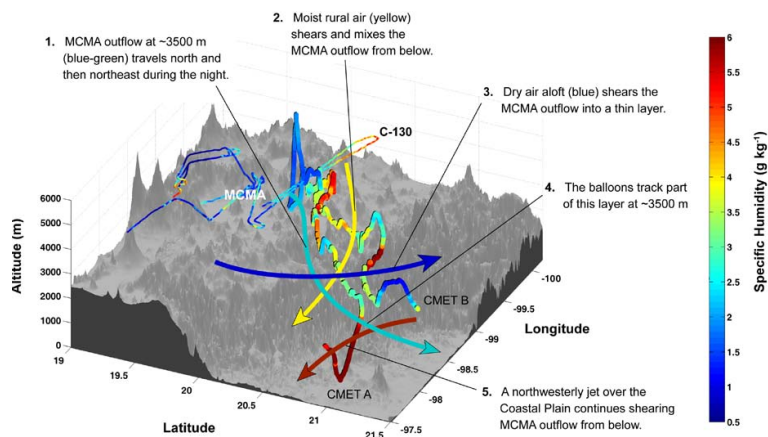 1. MCMA outflow at ~3500 m
(blue-green) travels north and
then northeast during the night.
2. Moist rural air (yellow)
shears and mixes the
MCMA outflow from below.
3. Dry air aloft (blue) shears the
MCMA outflow into a thin layer.
4. The balloons track part
of this layer at ~3500 m
5. A northwesterly jet over the
Coastal Plain continues shearing
MCMA outflow from below.
C-130
MCMA
CMET B
CMET A
Altitude (m)
6000
5000
4000
3000
2000
1000
0
Latitude
19
19.5
20
20.5
21
21.5
Longitude
-100
-99.5
-99
-98.5
-98
-97.5
Specific Humidity (g kg⁻¹)
6
5.5
5
4.5
4
3.5
3
2.5
2
1.5
1
0.5